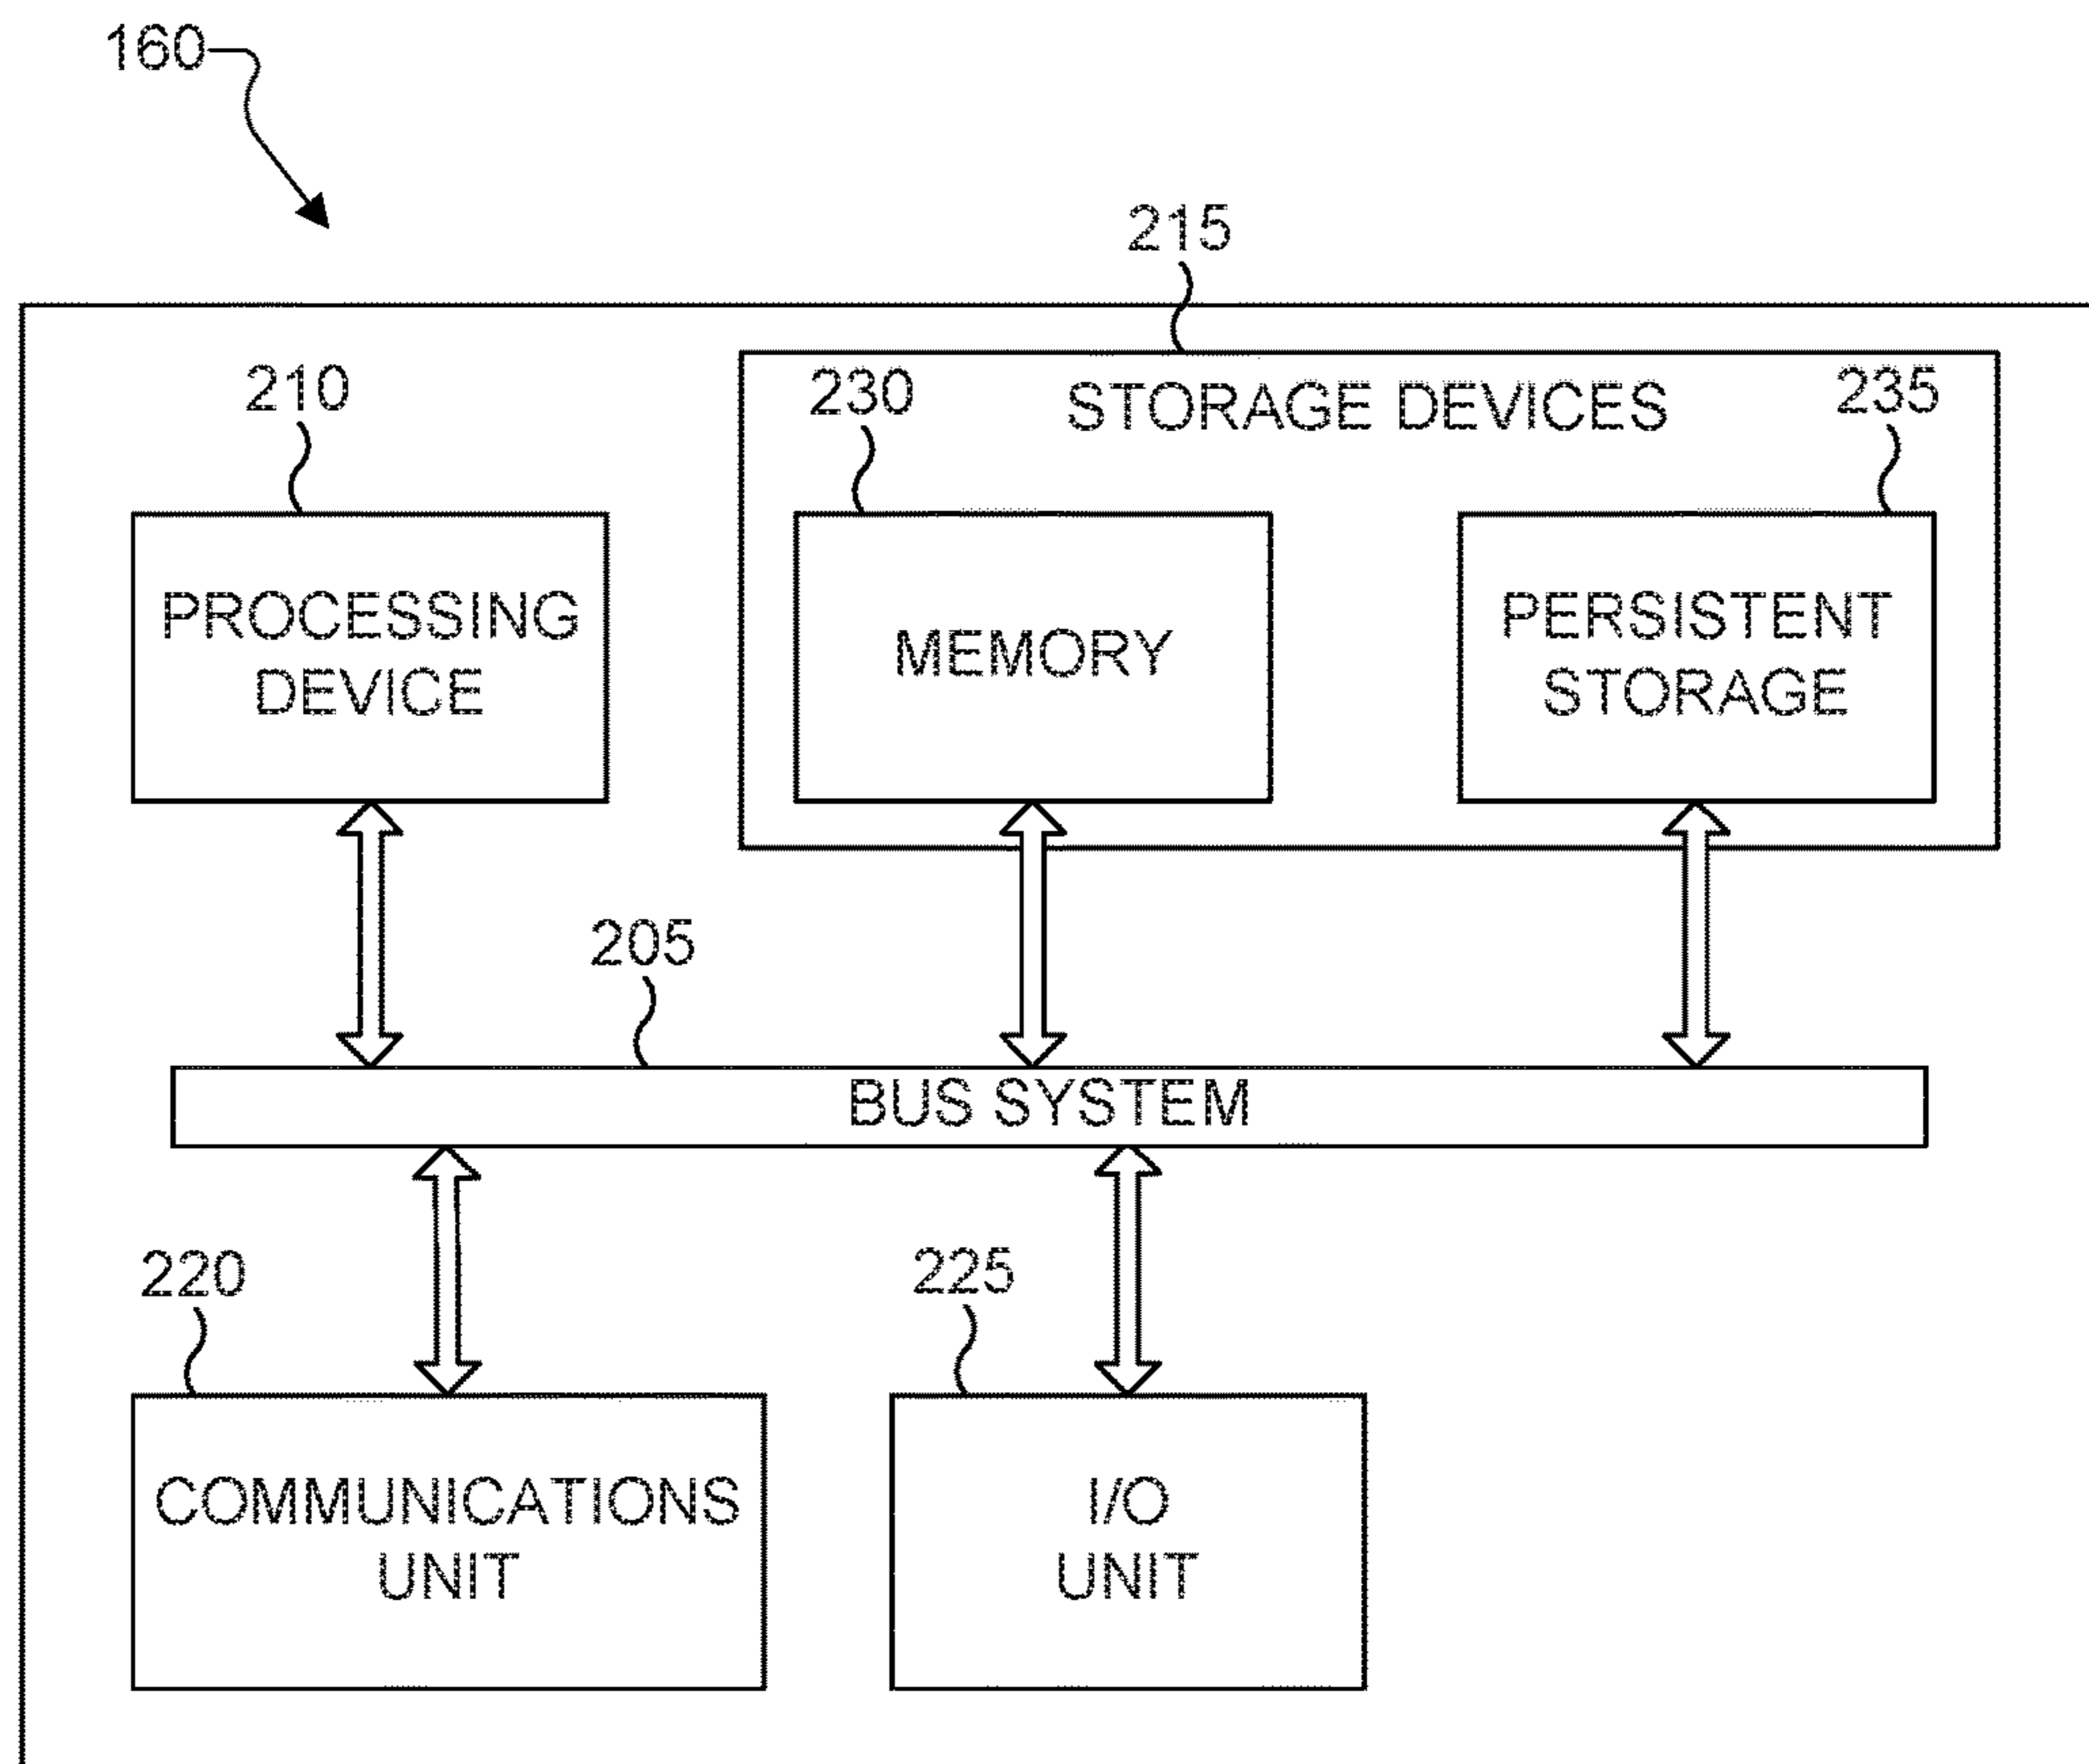 160
215
210
230
STORAGE DEVICES
235
PROCESSING
DEVICE
MEMORY
PERSISTENT
STORAGE
205
BUS SYSTEM
220
225
COMMUNICATIONS
UNIT
I/O
UNIT